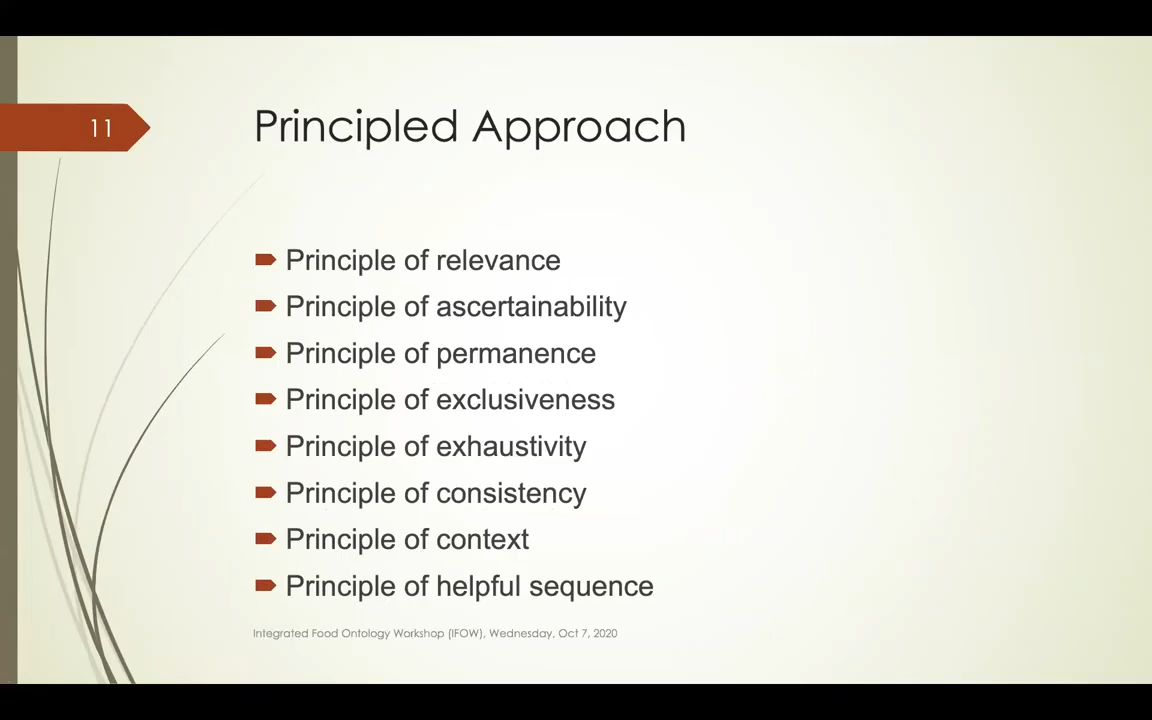 11
Principled Approach
Principle of relevance
Principle of ascertainability
Principle of permanence
Principle of exclusiveness
Principle of exhaustivity
Principle of consistency
Principle of context
Principle of helpful sequence
Integrated Food Ontology Workshop (IFOW), Wednesday, Oct 7, 2020